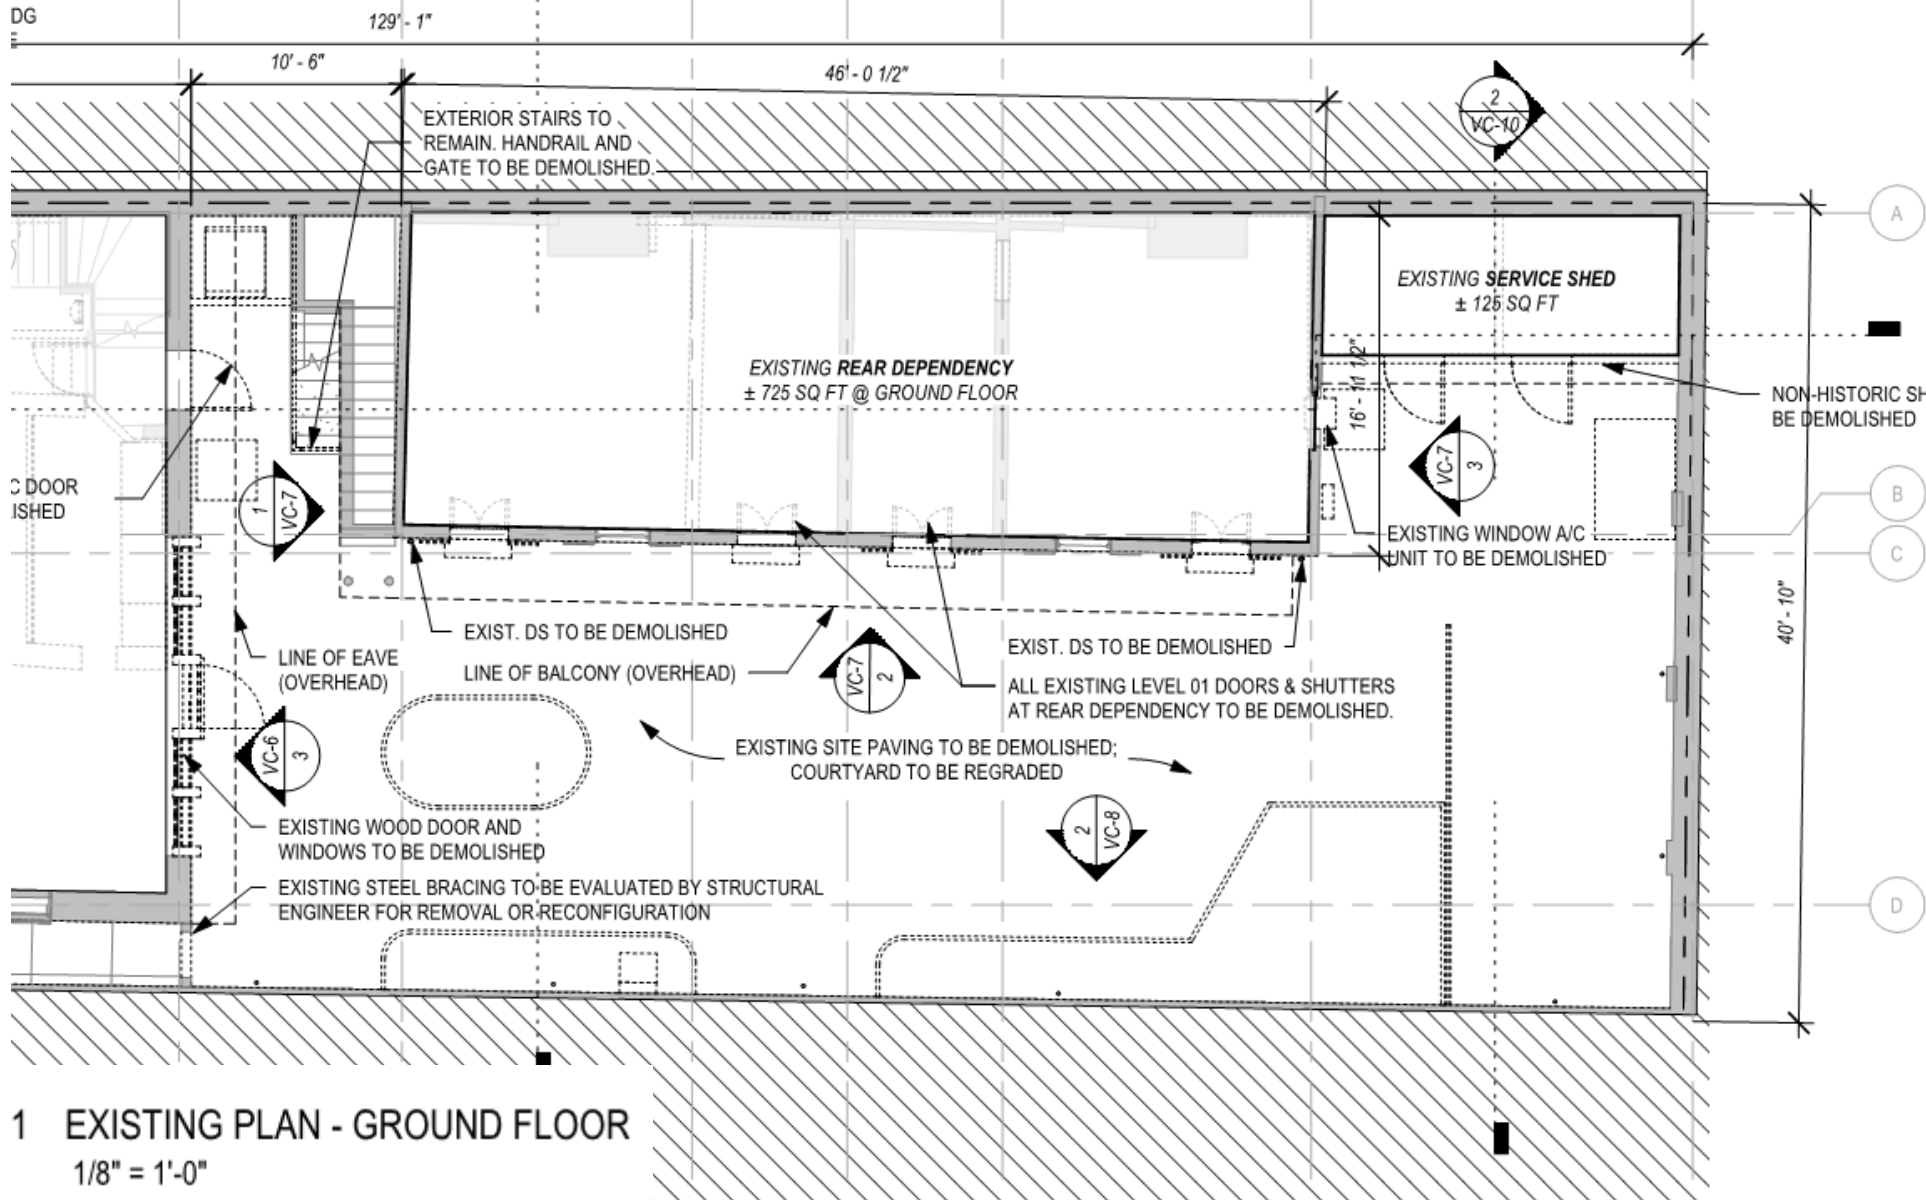 DG
129' - 1"
10' - 6"
46' - 0 1/2"
2
VC-10
EXTERIOR STAIRS TO
REMAIN. HANDRAIL AND
GATE TO BE DEMOLISHED.
A
EXISTING SERVICE SHED
± 125 SQ FT
EXISTING REAR DEPENDENCY
± 725 SQ FT @ GROUND FLOOR
16' - 11 1/2"
NON-HISTORIC SH
BE DEMOLISHED
C DOOR
ISHED
1
VC-7
VC-7
3
B
EXISTING WINDOW A/C
UNIT TO BE DEMOLISHED
C
40' - 10"
EXIST. DS TO BE DEMOLISHED
EXIST. DS TO BE DEMOLISHED
LINE OF EAVE
(OVERHEAD)
LINE OF BALCONY (OVERHEAD)
VC-7
2
ALL EXISTING LEVEL 01 DOORS & SHUTTERS
AT REAR DEPENDENCY TO BE DEMOLISHED.
VC-6
3
EXISTING SITE PAVING TO BE DEMOLISHED;
COURTYARD TO BE REGRADED
2
VC-8
EXISTING WOOD DOOR AND
WINDOWS TO BE DEMOLISHED
EXISTING STEEL BRACING TO BE EVALUATED BY STRUCTURAL
ENGINEER FOR REMOVAL OR RECONFIGURATION
D
1 EXISTING PLAN - GROUND FLOOR
1/8" = 1'-0"